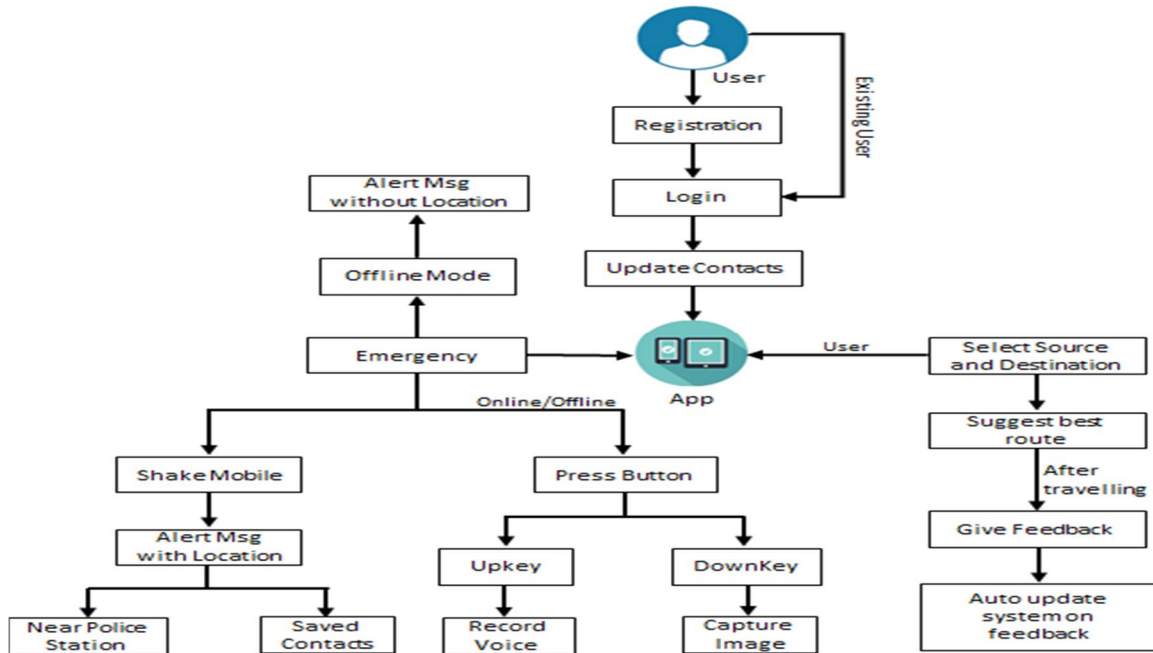 User
Existing User
Registration
Login
Update Contacts
Alert Msg
without Location
Offline Mode
Emergency
App
User
Select Source
and Destination
Online/Offline
Suggest best
route
Shake Mobile
Press Button
After
travelling
Alert Msg
with Location
Upkey
DownKey
Give Feedback
Near Police
Station
Saved
Contacts
Record
Voice
Capture
Image
Auto update
system on
feedback